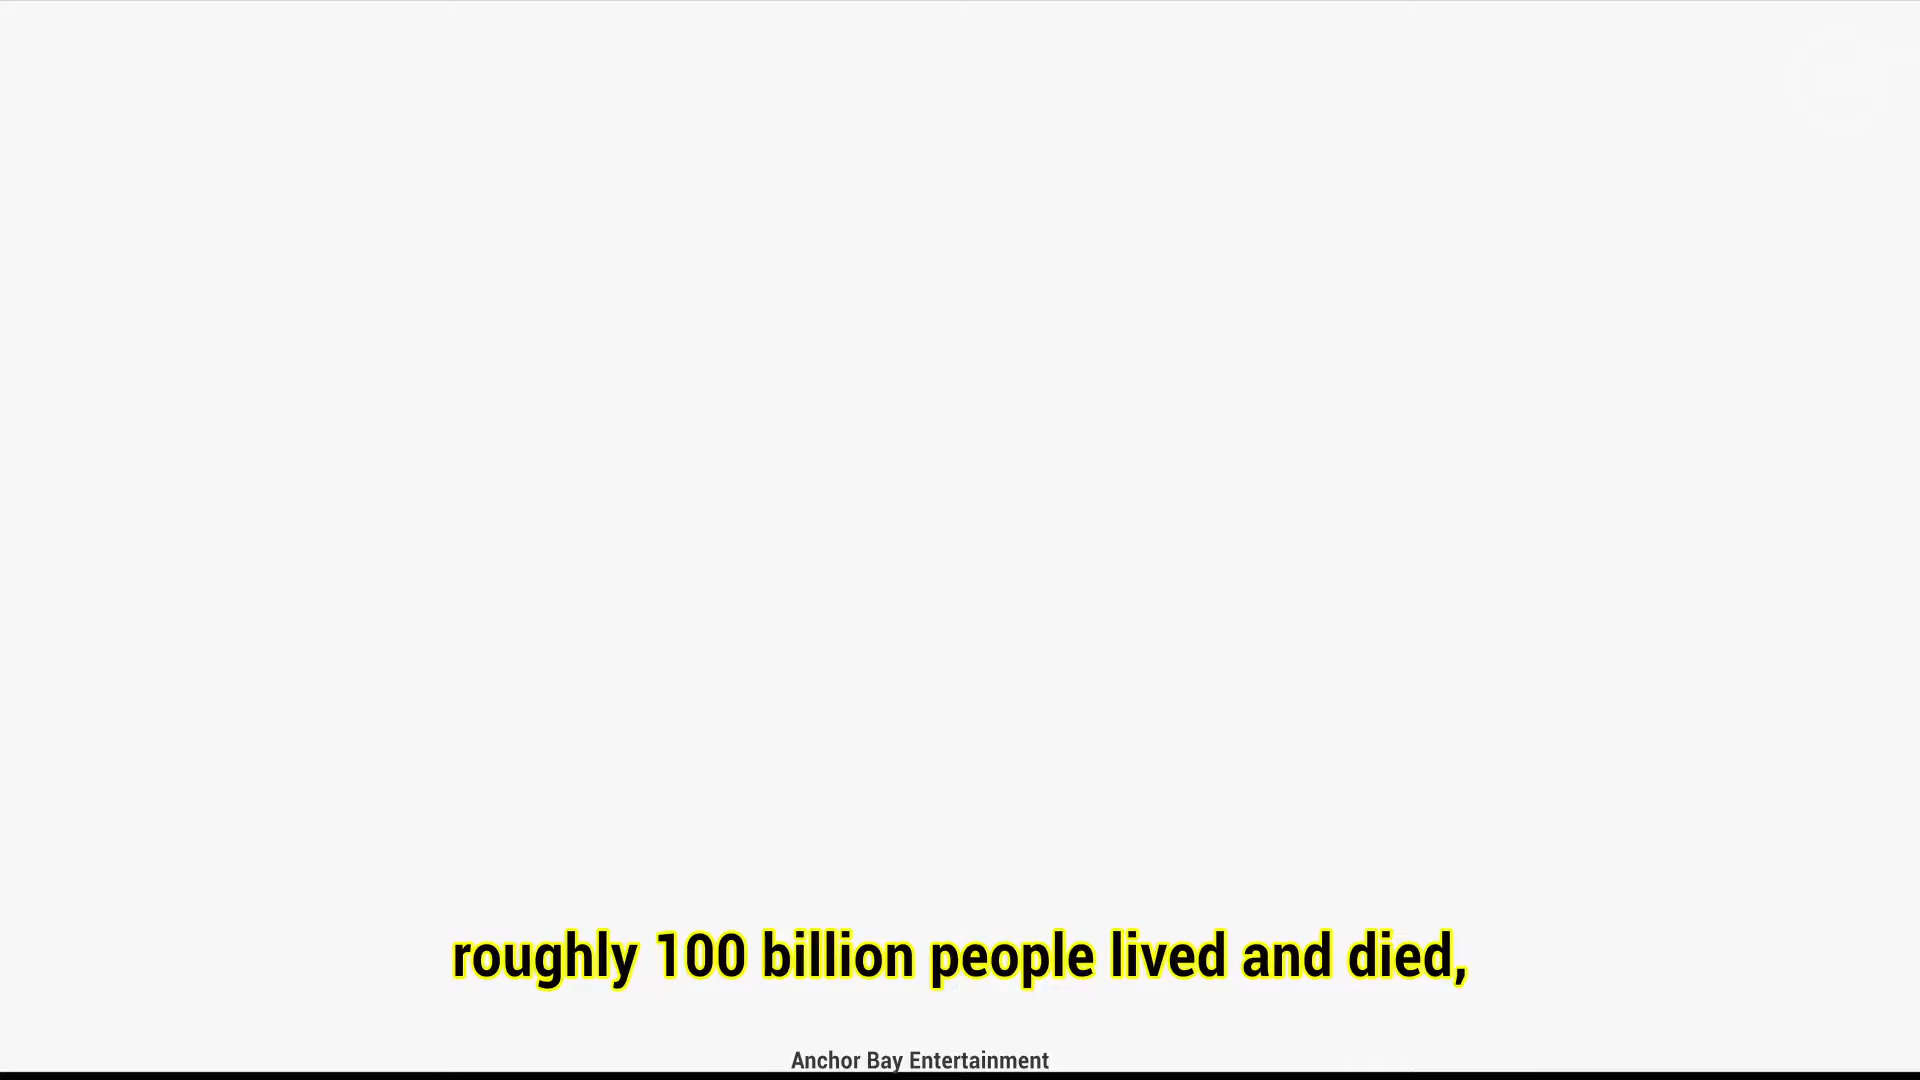 roughly 100 billion people lived and died,
Anchor Bay Entertainment